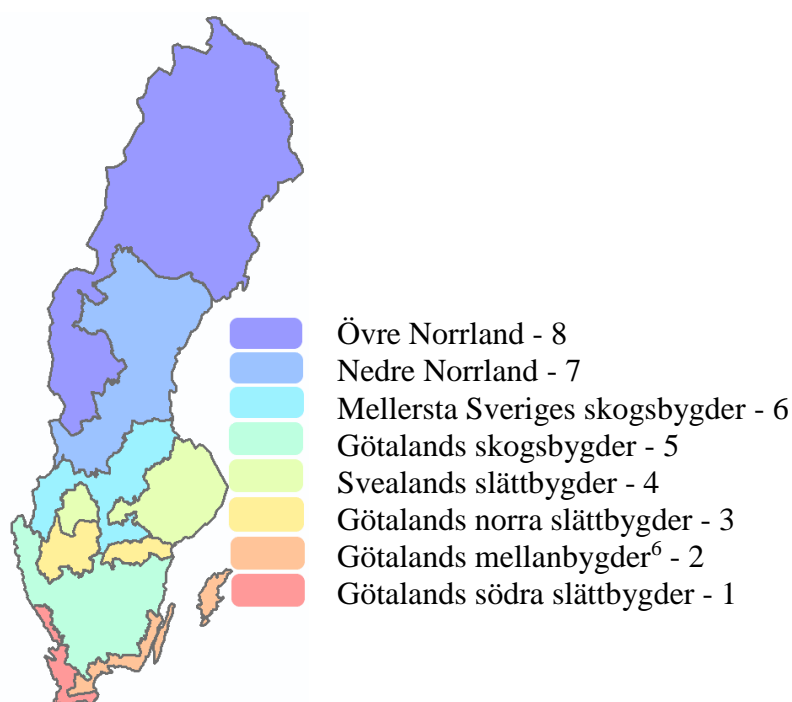 Övre Norrland - 8
Nedre Norrland - 7
Mellersta Sveriges skogsbygder - 6
Götalands skogsbygder - 5
Svealands slättbygder - 4
Götalands norra slättbygder - 3
Götalands mellanbygder⁶ - 2
Götalands södra slättbygder - 1